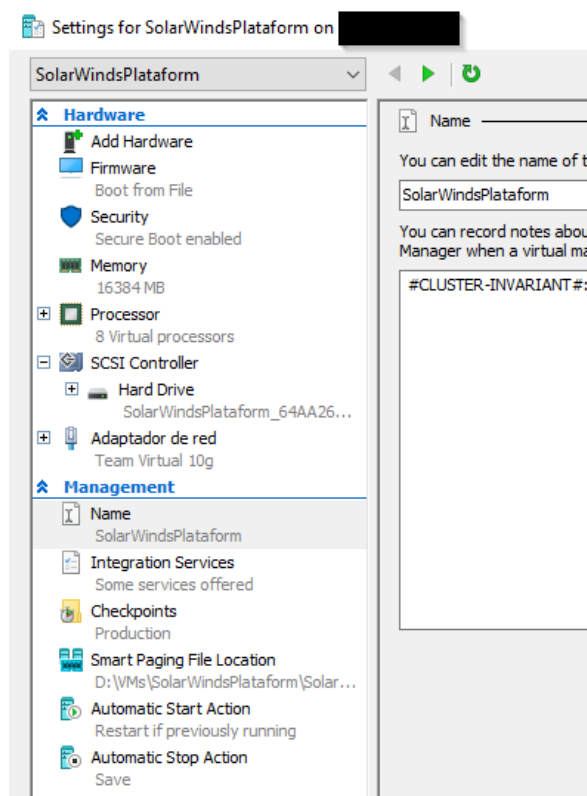 Settings for SolarWindsPlataform on
SolarWindsPlataform
Hardware
Add Hardware
Firmware
Boot from File
Security
Secure Boot enabled
Memory
16384 MB
Processor
8 Virtual processors
SCSI Controller
Hard Drive
SolarWindsPlataform_64AA26...
Adaptador de red
Team Virtual 10g
Management
Name
SolarWindsPlataform
Integration Services
Some services offered
Checkpoints
Production
Smart Paging File Location
D:\VMs\SolarWindsPlataform\Solar...
Automatic Start Action
Restart if previously running
Automatic Stop Action
Save
Name
You can edit the name of t
SolarWindsPlataform
You can record notes abou
Manager when a virtual ma
#CLUSTER-INVARIANT#: